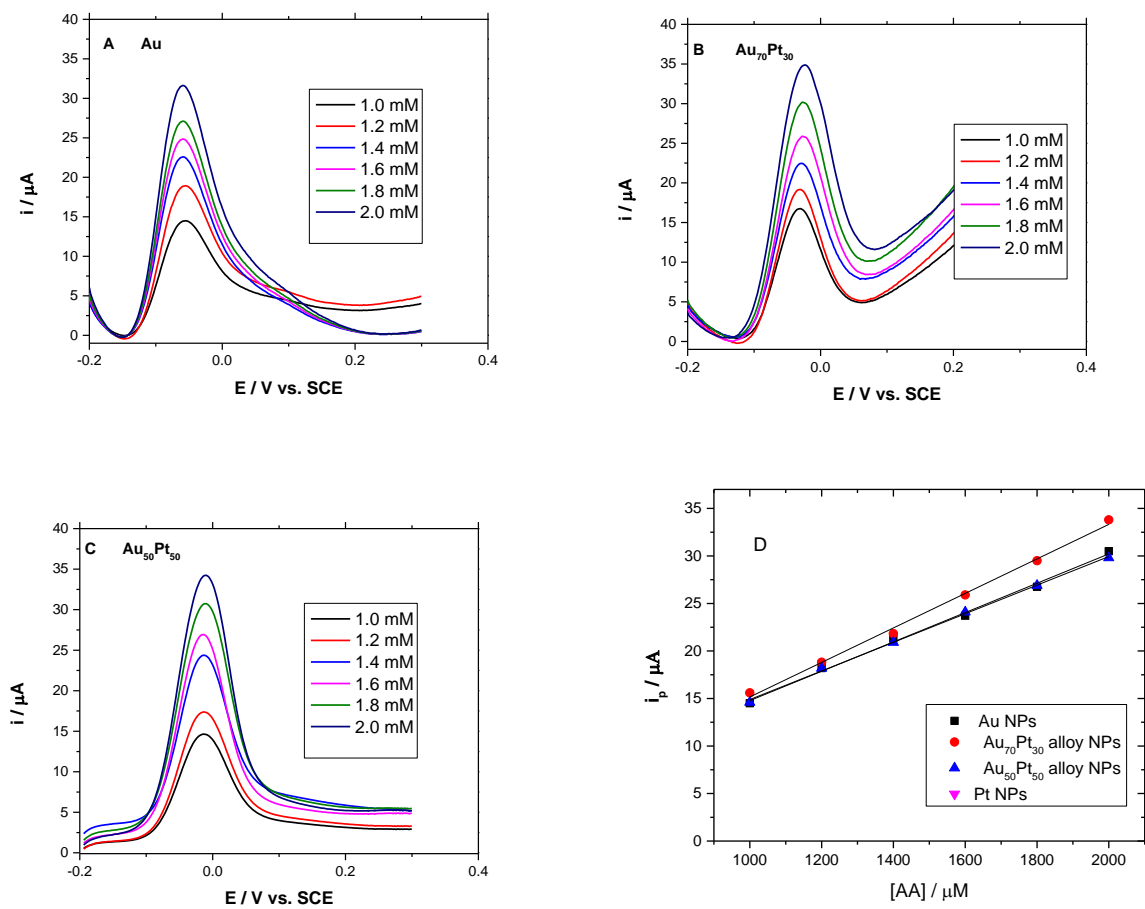 A Au
40
35
30
25
20
15
10
5
0
i / μA
1.0 mM
1.2 mM
1.4 mM
1.6 mM
1.8 mM
2.0 mM
-0.2 0.0 0.2 0.4
E / V vs. SCE
B Au₇₀Pt₃₀
40
35
30
25
20
15
10
5
0
i / μA
1.0 mM
1.2 mM
1.4 mM
1.6 mM
1.8 mM
2.0 mM
-0.2 0.0 0.2 0.4
E / V vs. SCE
C Au₅₀Pt₅₀
40
35
30
25
20
15
10
5
0
i / μA
1.0 mM
1.2 mM
1.4 mM
1.6 mM
1.8 mM
2.0 mM
-0.2 0.0 0.2 0.4
E / V vs. SCE
D
35
30
25
20
15
10
5
0
iₚ / μA
Au NPs
Au₇₀Pt₃₀ alloy NPs
Au₅₀Pt₅₀ alloy NPs
Pt NPs
1000 1200 1400 1600 1800 2000
[AA] / μM